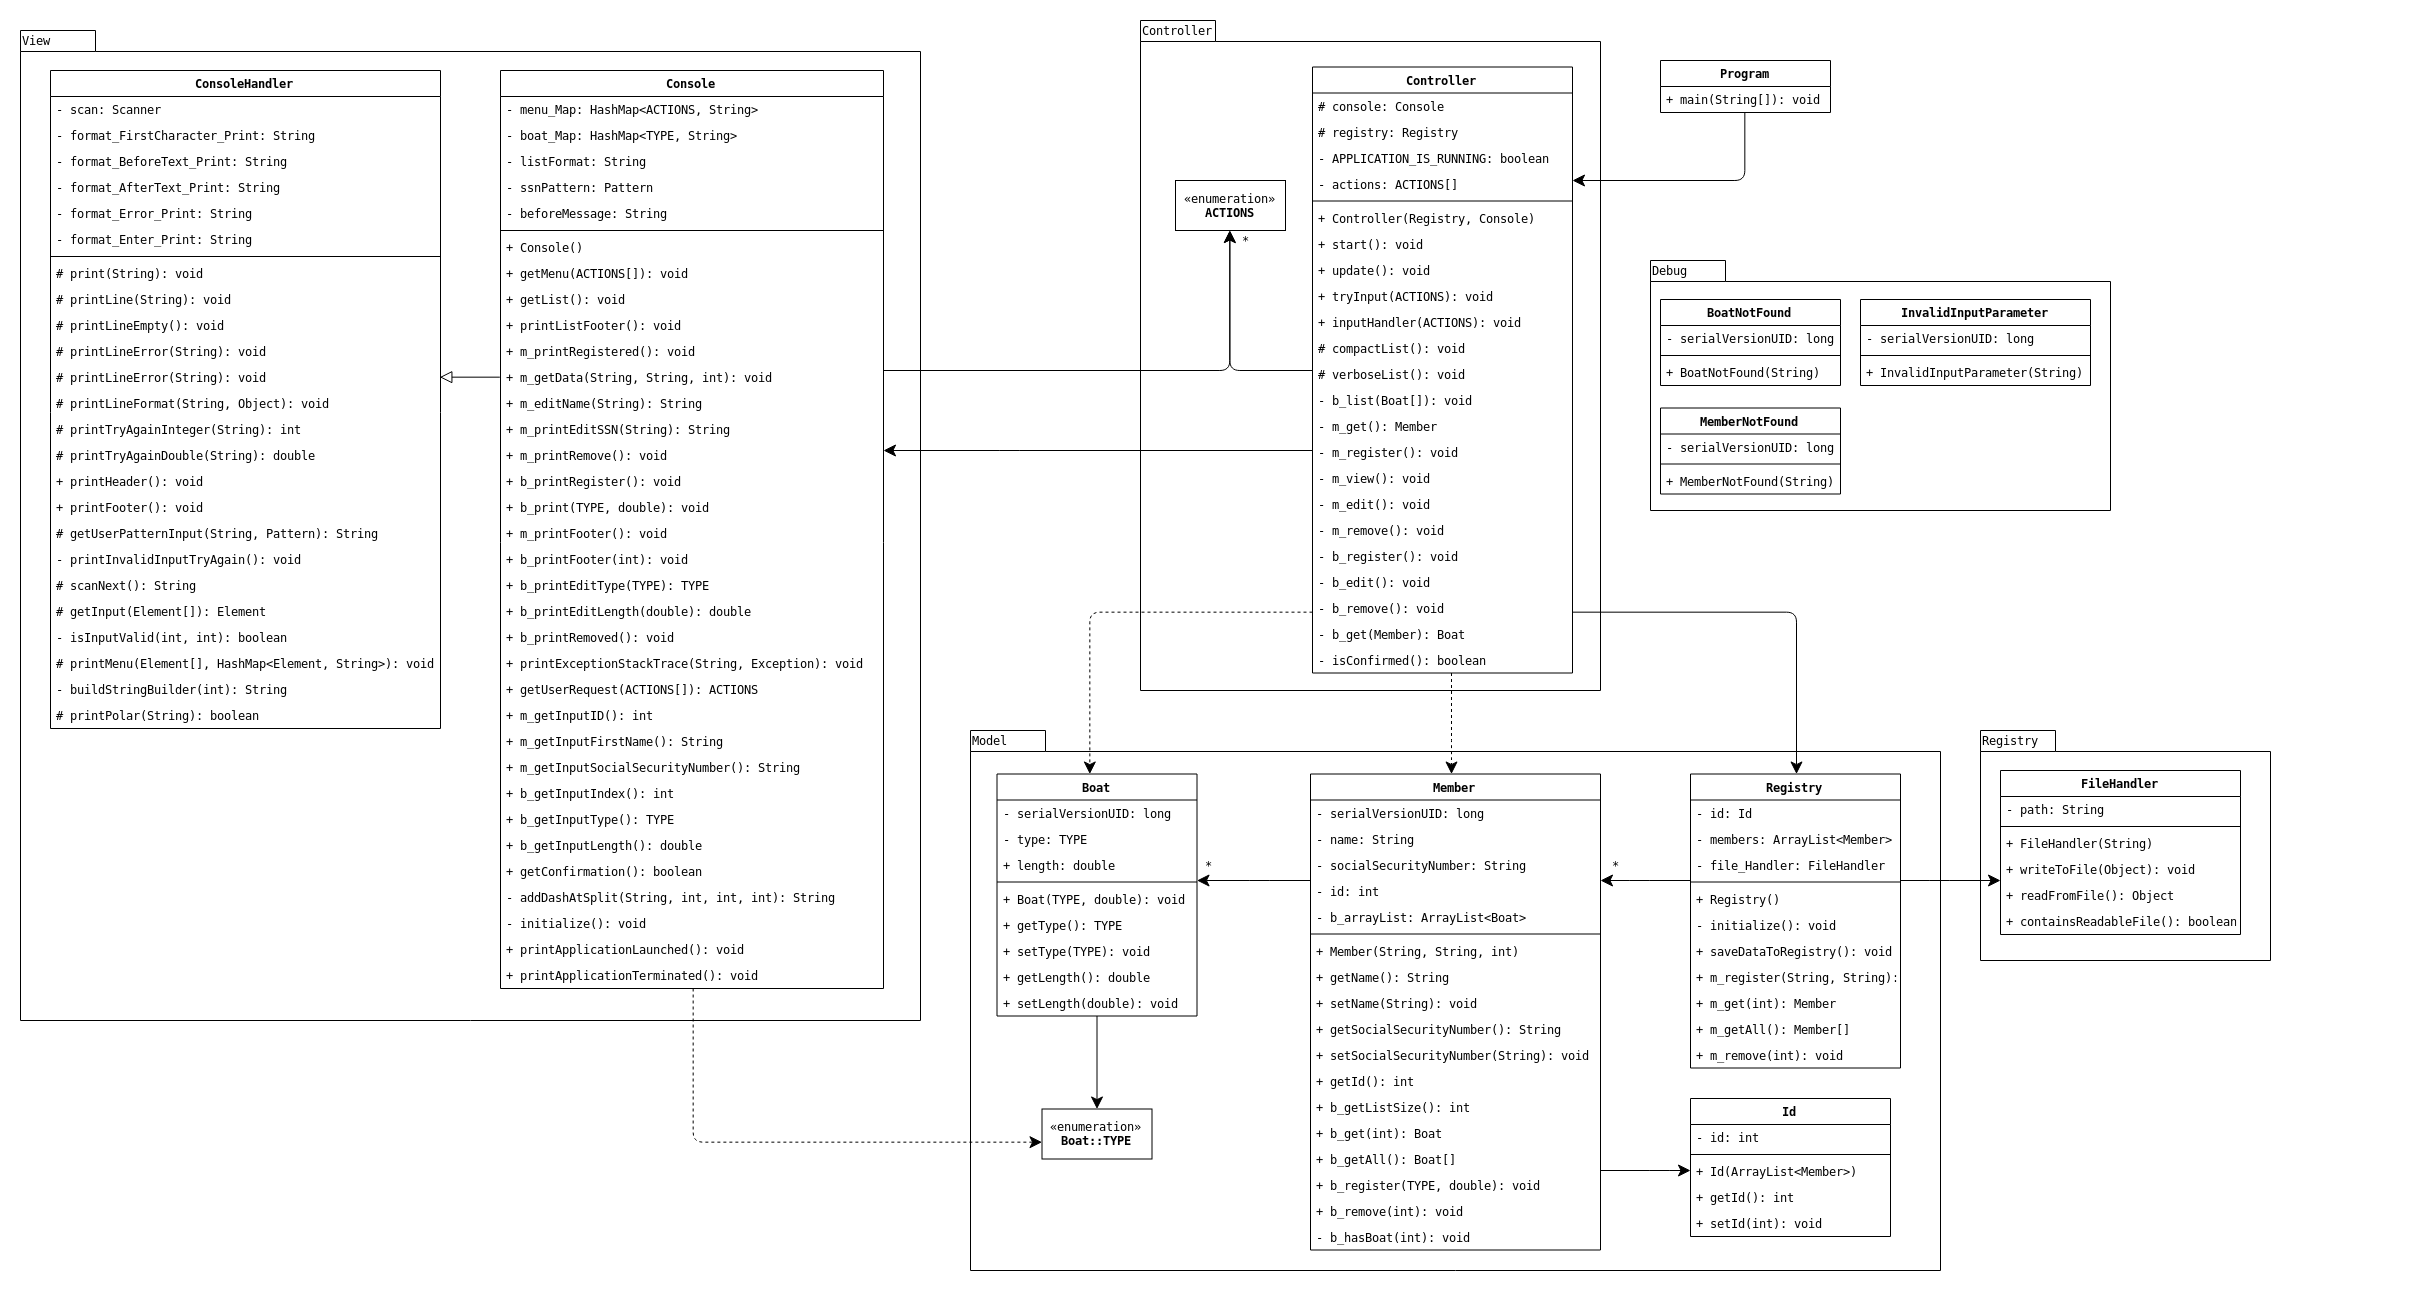 View
ConsoleHandler
- scan: Scanner
- format_FirstCharacter_Print: String
- format_BeforeText_Print: String
- format_AfterText_Print: String
- format_Error_Print: String
- format_Enter_Print: String
# print(String): void
# printLine(String): void
# printLineEmpty(): void
# printLineError(String): void
# printLineError(String): void
# printLineFormat(String, Object): void
# printTryAgainInteger(String): int
# printTryAgainDouble(String): double
+ printHeader(): void
+ printFooter(): void
# getUserPatternInput(String, Pattern): String
- printInvalidInputTryAgain(): void
# scanNext(): String
# getInput(Element[]): Element
- isInputValid(int, int): boolean
# printMenu(Element[], HashMap<Element, String>): void
- buildStringBuilder(int): String
# printPolar(String): boolean
Console
- menu_Map: HashMap<ACTIONS, String>
- boat_Map: HashMap<TYPE, String>
- listFormat: String
- ssnPattern: Pattern
- beforeMessage: String
+ Console()
+ getMenu(ACTIONS[]): void
+ getList(): void
+ printListFooter(): void
+ m_printRegistered(): void
+ m_getData(String, String, int): void
+ m_editName(String): String
+ m_printEditSSN(String): String
+ m_printRemove(): void
+ b_printRegister(): void
+ b_print(TYPE, double): void
+ m_printFooter(): void
+ b_printFooter(int): void
+ b_printEditType(TYPE): TYPE
+ b_printEditLength(double): double
+ b_printRemoved(): void
+ printExceptionStackTrace(String, Exception): void
+ getUserRequest(ACTIONS[]): ACTIONS
+ m_getInputID(): int
+ m_getInputFirstName(): String
+ m_getInputSocialSecurityNumber(): String
+ b_getInputIndex(): int
+ b_getInputType(): TYPE
+ b_getInputLength(): double
+ getConfirmation(): boolean
- addDashAtSplit(String, int, int, int): String
- initialize(): void
+ printApplicationLaunched(): void
+ printApplicationTerminated(): void
Controller
«enumeration»
ACTIONS
*
Controller
# console: Console
# registry: Registry
- APPLICATION_IS_RUNNING: boolean
- actions: ACTIONS[]
+ Controller(Registry, Console)
+ start(): void
+ update(): void
+ tryInput(ACTIONS): void
+ inputHandler(ACTIONS): void
# compactList(): void
# verboseList(): void
- b_list(Boat[]): void
- m_get(): Member
- m_register(): void
- m_view(): void
- m_edit(): void
- m_remove(): void
- b_register(): void
- b_edit(): void
- b_remove(): void
- b_get(Member): Boat
- isConfirmed(): boolean
Program
+ main(String[]): void
Debug
BoatNotFound
- serialVersionUID: long
+ BoatNotFound(String)
InvalidInputParameter
- serialVersionUID: long
+ InvalidInputParameter(String)
MemberNotFound
- serialVersionUID: long
+ MemberNotFound(String)
Model
Boat
- serialVersionUID: long
- type: TYPE
+ length: double
+ Boat(TYPE, double): void
+ getType(): TYPE
+ setType(TYPE): void
+ getLength(): double
+ setLength(double): void
*
«enumeration»
Boat::TYPE
Member
- serialVersionUID: long
- name: String
- socialSecurityNumber: String
- id: int
- b_arrayList: ArrayList<Boat>
+ Member(String, String, int)
+ getName(): String
+ setName(String): void
+ getSocialSecurityNumber(): String
+ setSocialSecurityNumber(String): void
+ getId(): int
+ b_getListSize(): int
+ b_get(int): Boat
+ b_getAll(): Boat[]
+ b_register(TYPE, double): void
+ b_remove(int): void
- b_hasBoat(int): void
*
Registry
- id: Id
- members: ArrayList<Member>
- file_Handler: FileHandler
+ Registry()
- initialize(): void
+ saveDataToRegistry(): void
+ m_register(String, String):
+ m_get(int): Member
+ m_getAll(): Member[]
+ m_remove(int): void
Id
- id: int
+ Id(ArrayList<Member>)
+ getId(): int
+ setId(int): void
Registry
FileHandler
- path: String
+ FileHandler(String)
+ writeToFile(Object): void
+ readFromFile(): Object
+ containsReadableFile(): boolean